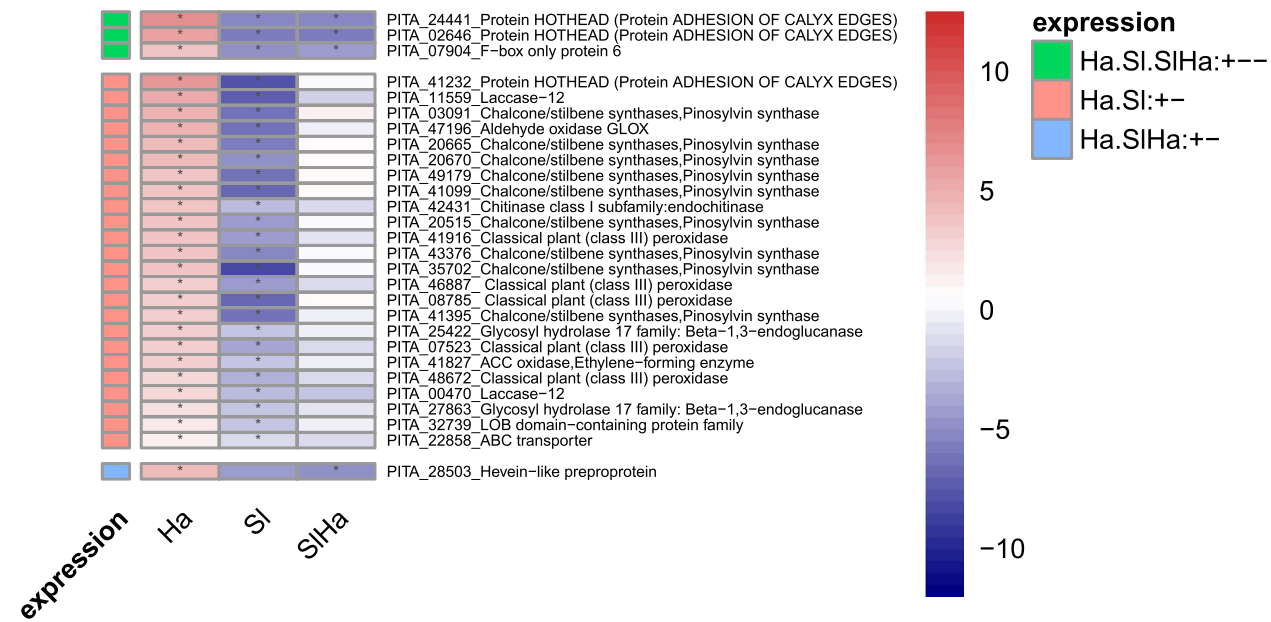 PITA_24441_Protein HOTHEAD (Protein ADHESION OF CALYX EDGES)
PITA_02646_Protein HOTHEAD (Protein ADHESION OF CALYX EDGES)
PITA_07904_F−box only protein 6
PITA_41232_Protein HOTHEAD (Protein ADHESION OF CALYX EDGES)
PITA_11559_Laccase−12
PITA_03091_Chalcone/stilbene synthases,Pinosylvin synthase
PITA_47196_Aldehyde oxidase GLOX
PITA_20665_Chalcone/stilbene synthases,Pinosylvin synthase
PITA_20670_Chalcone/stilbene synthases,Pinosylvin synthase
PITA_49179_Chalcone/stilbene synthases,Pinosylvin synthase
PITA_41099_Chalcone/stilbene synthases,Pinosylvin synthase
PITA_42431_Chitinase class I subfamily:endochitinase
PITA_20515_Chalcone/stilbene synthases,Pinosylvin synthase
PITA_41916_Classical plant (class III) peroxidase
PITA_43376_Chalcone/stilbene synthases,Pinosylvin synthase
PITA_35702_Chalcone/stilbene synthases,Pinosylvin synthase
PITA_46887_ Classical plant (class III) peroxidase
PITA_08785_ Classical plant (class III) peroxidase
PITA_41395_Chalcone/stilbene synthases,Pinosylvin synthase
PITA_25422_Glycosyl hydrolase 17 family: Beta−1,3−endoglucanase
PITA_07523_Classical plant (class III) peroxidase
PITA_41827_ACC oxidase,Ethylene−forming enzyme
PITA_48672_Classical plant (class III) peroxidase
PITA_00470_Laccase−12
PITA_27863_Glycosyl hydrolase 17 family: Beta−1,3−endoglucanase
PITA_32739_LOB domain−containing protein family
PITA_22858_ABC transporter
PITA_28503_Hevein−like preproprotein
expression
Ha
Sl
SlHa
10
5
0
−5
−10
expression
Ha.Sl.SlHa:+−−
Ha.Sl:+−
Ha.SlHa:+−